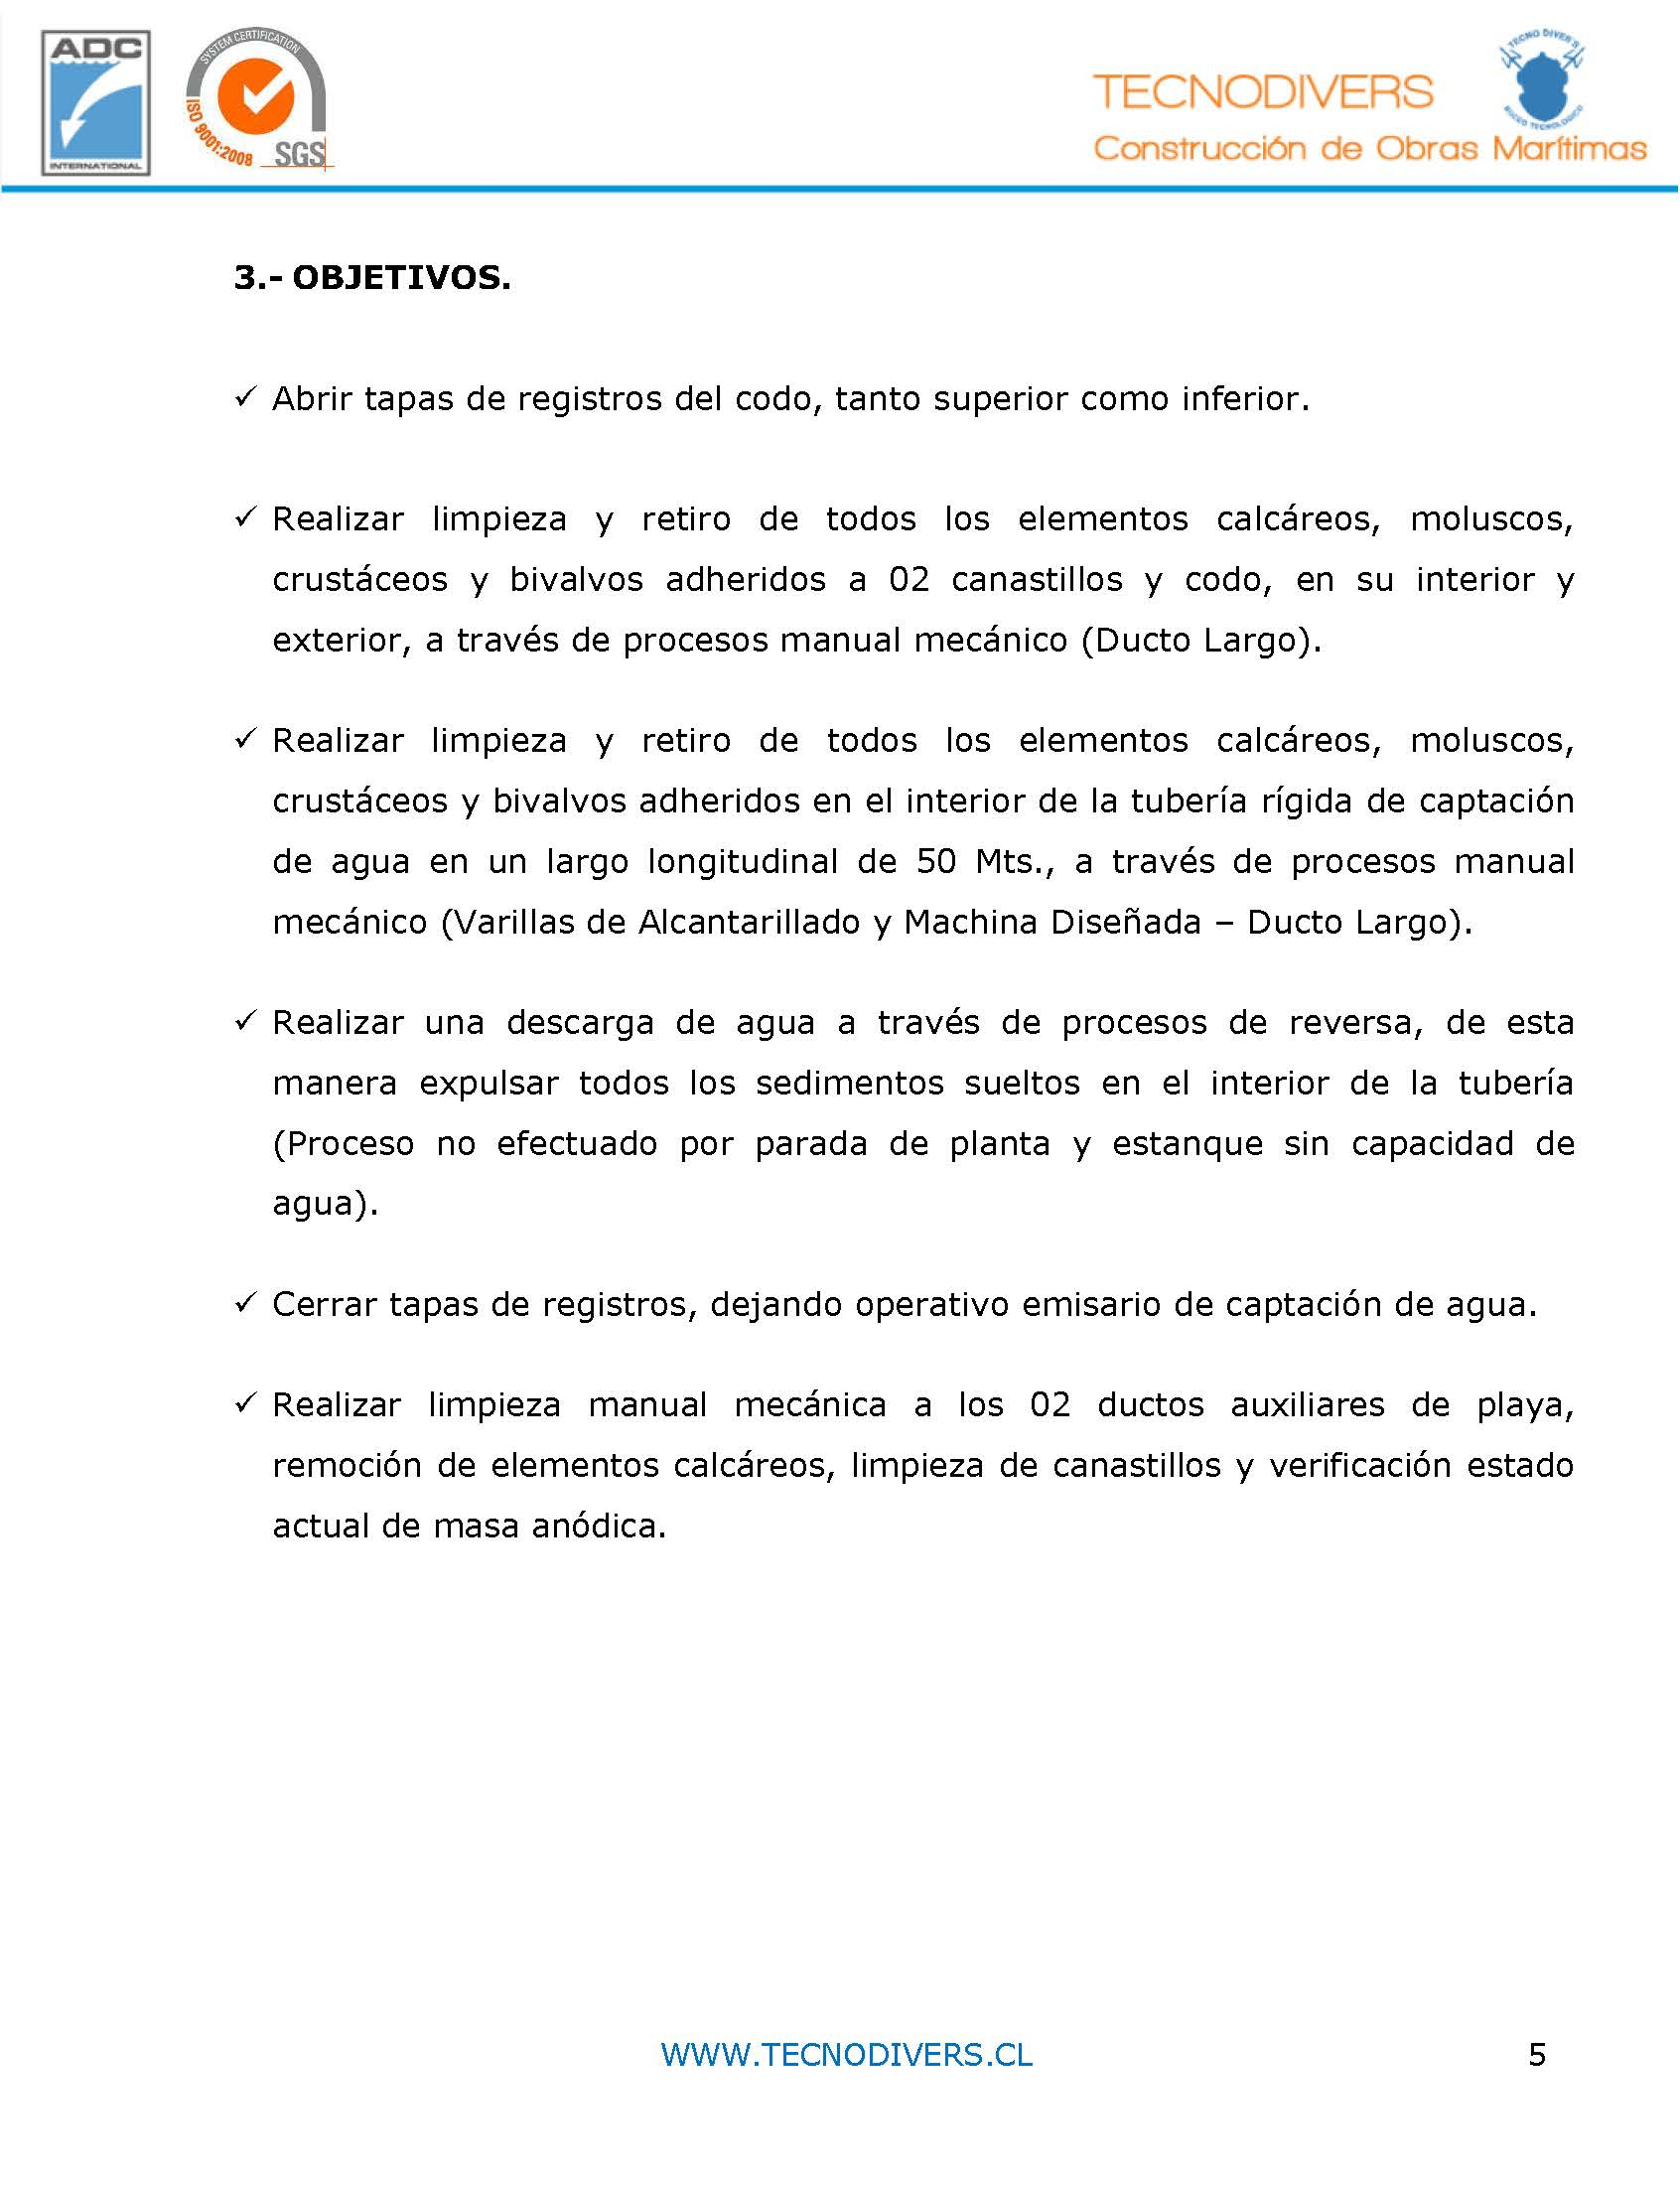 ADC
INTERNATIONAL
SYSTEM CERTIFICATION
ISO 9001:2008
SGS
TECNODIVERS
TECNO DIVER'S
BUCEO TECNOLOGICO
Construcción de Obras Marítimas
3.- OBJETIVOS.
✓ Abrir tapas de registros del codo, tanto superior como inferior.
✓ Realizar limpieza y retiro de todos los elementos calcáreos, moluscos,
crustáceos y bivalvos adheridos a 02 canastillos y codo, en su interior y
exterior, a través de procesos manual mecánico (Ducto Largo).
✓ Realizar limpieza y retiro de todos los elementos calcáreos, moluscos,
crustáceos y bivalvos adheridos en el interior de la tubería rígida de captación
de agua en un largo longitudinal de 50 Mts., a través de procesos manual
mecánico (Varillas de Alcantarillado y Machina Diseñada – Ducto Largo).
✓ Realizar una descarga de agua a través de procesos de reversa, de esta
manera expulsar todos los sedimentos sueltos en el interior de la tubería
(Proceso no efectuado por parada de planta y estanque sin capacidad de
agua).
✓ Cerrar tapas de registros, dejando operativo emisario de captación de agua.
✓ Realizar limpieza manual mecánica a los 02 ductos auxiliares de playa,
remoción de elementos calcáreos, limpieza de canastillos y verificación estado
actual de masa anódica.
WWW.TECNODIVERS.CL
5